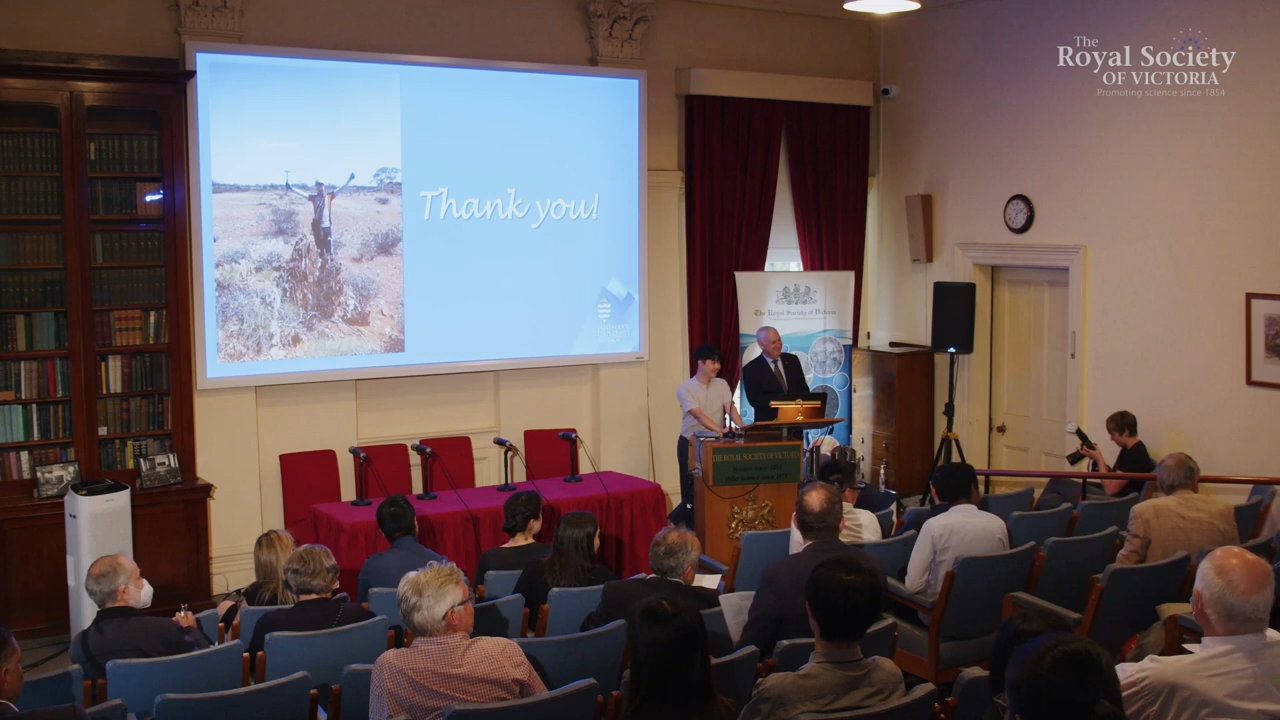 The
Royal Society
OF VICTORIA
Promoting science since 1854
Thank you!
The Royal Society of Victoria
THE ROYAL SOCIETY OF VICTORIA